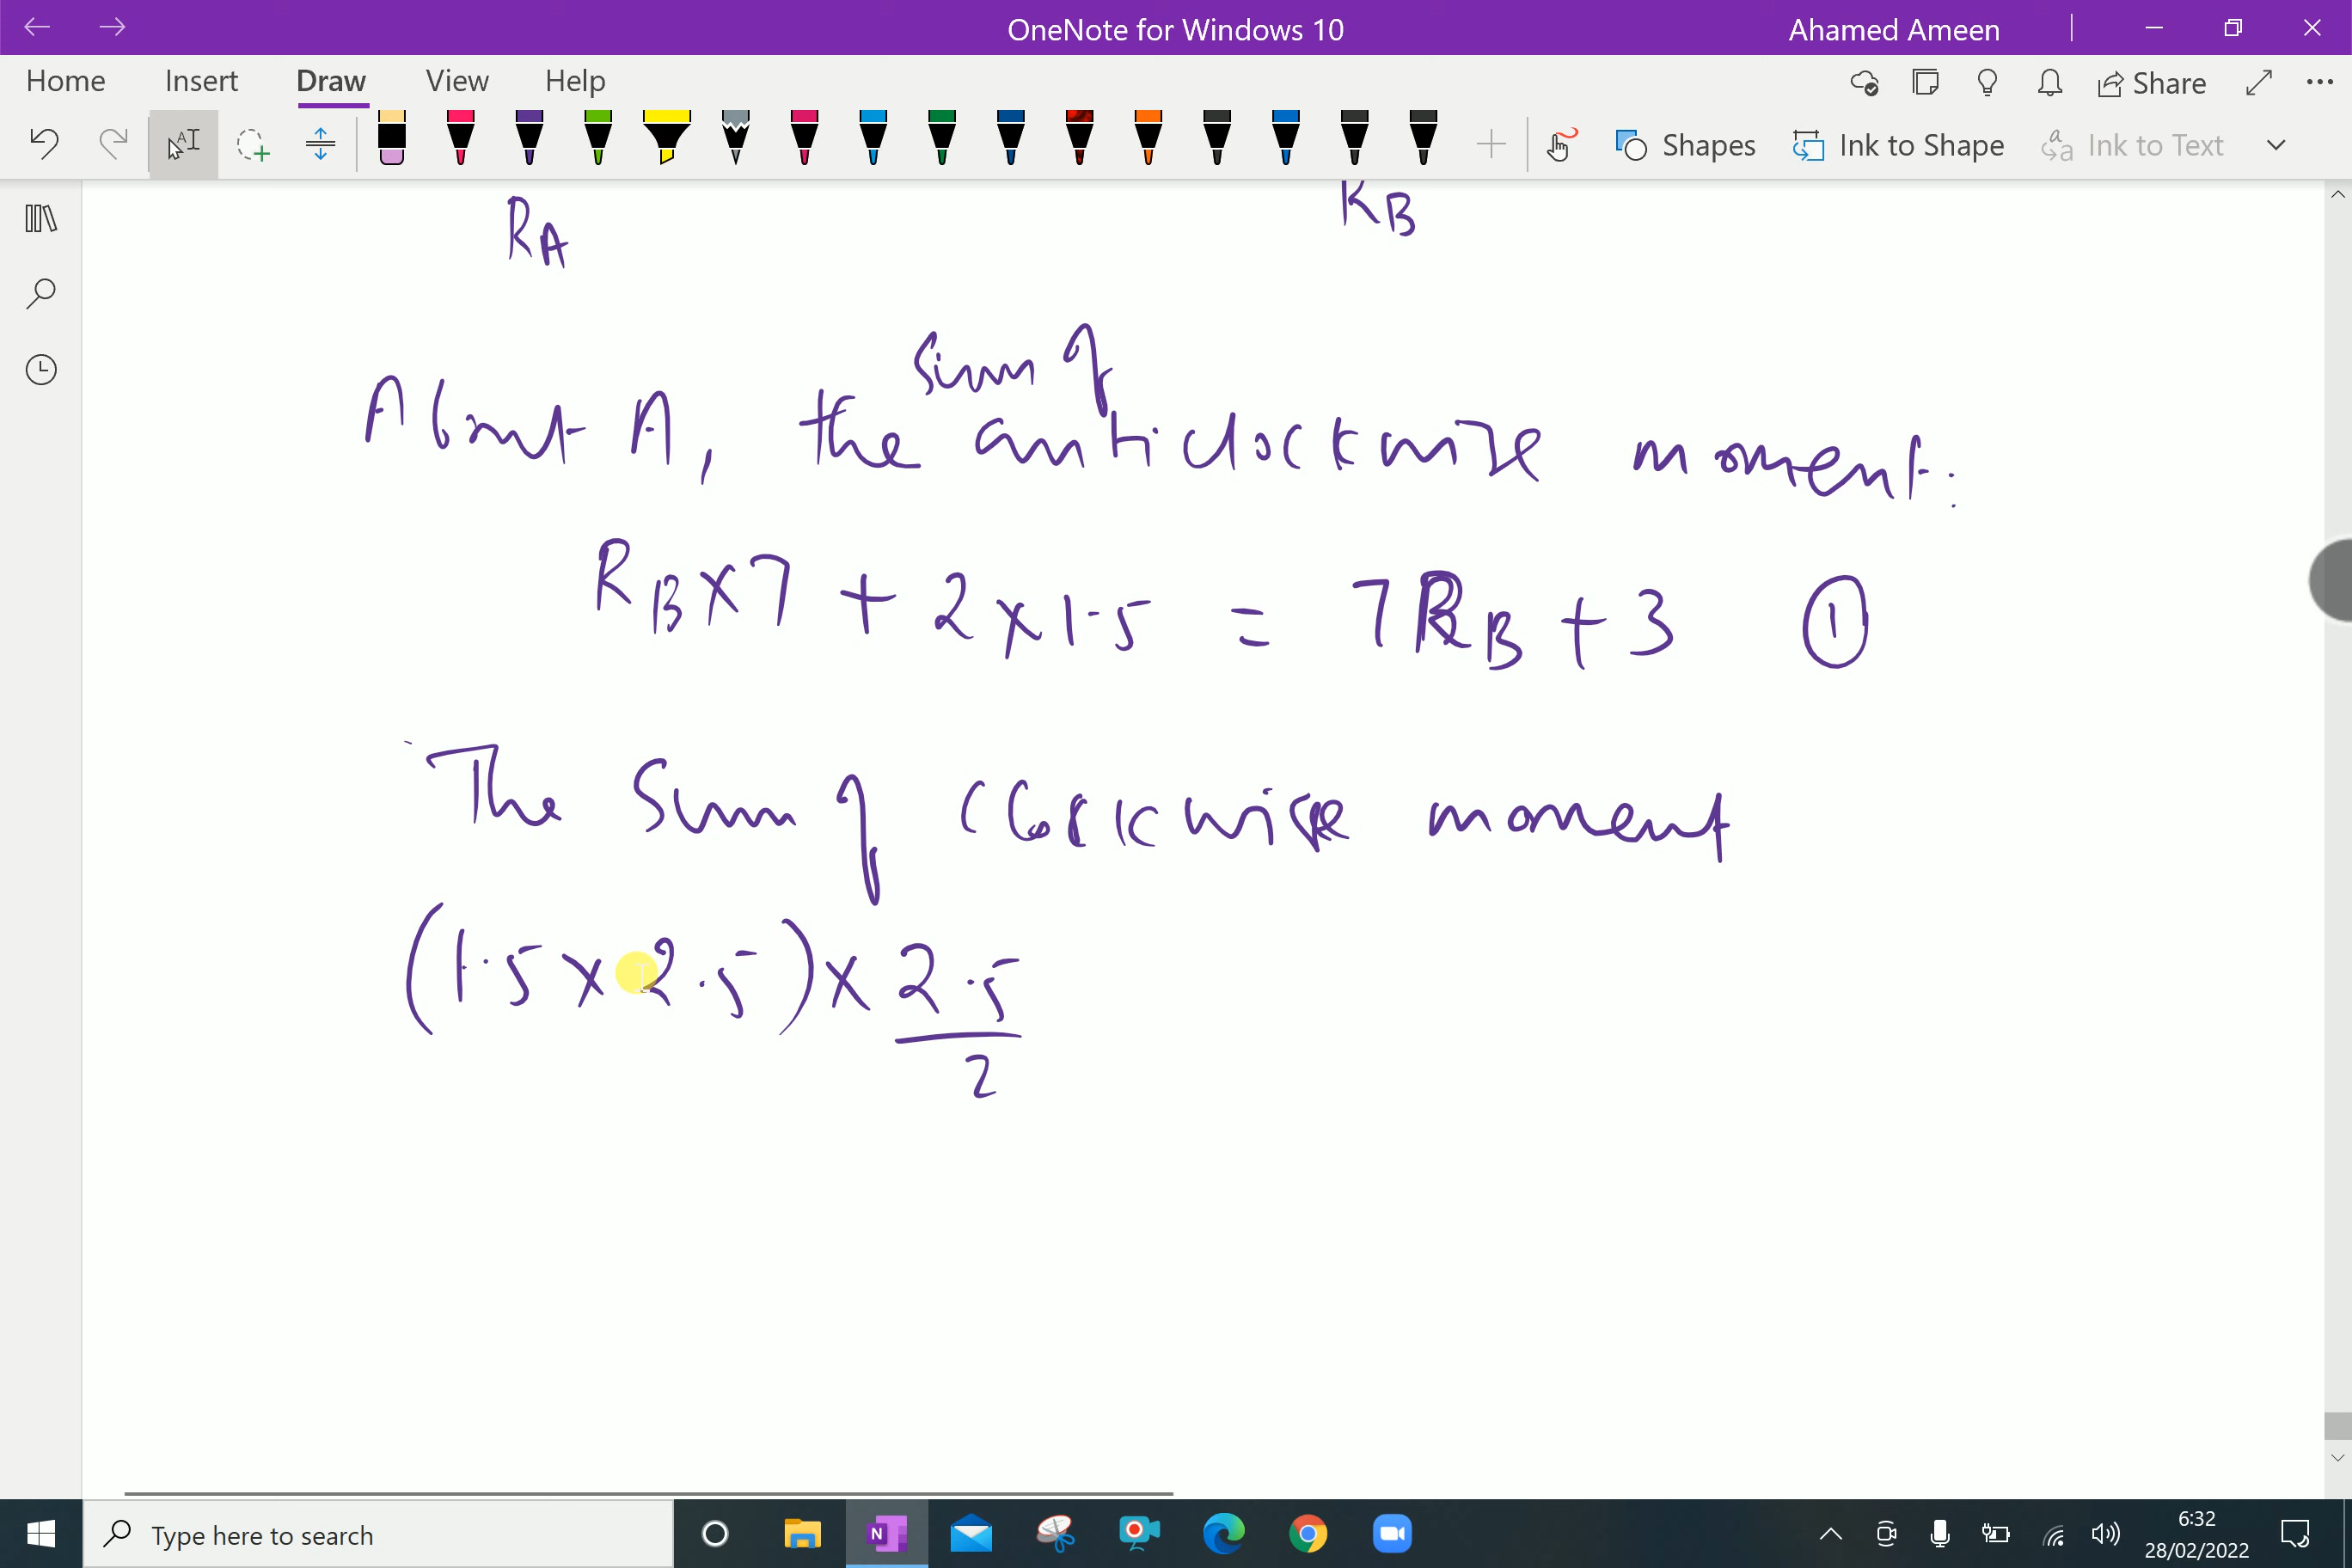 OneNote for Windows 10 Ahamed Ameen
Home Insert Draw View Help Share
Shapes Ink to Shape Ink to Text
RA RB
Sum of
About A, the anticlockwise moment:
RB × 7 + 2 × 1.5 = 7RB + 3 ①
The Sum of clockwise moment
(1.5 × 2.5) × 2.5
2
Type here to search
6:32
28/02/2022